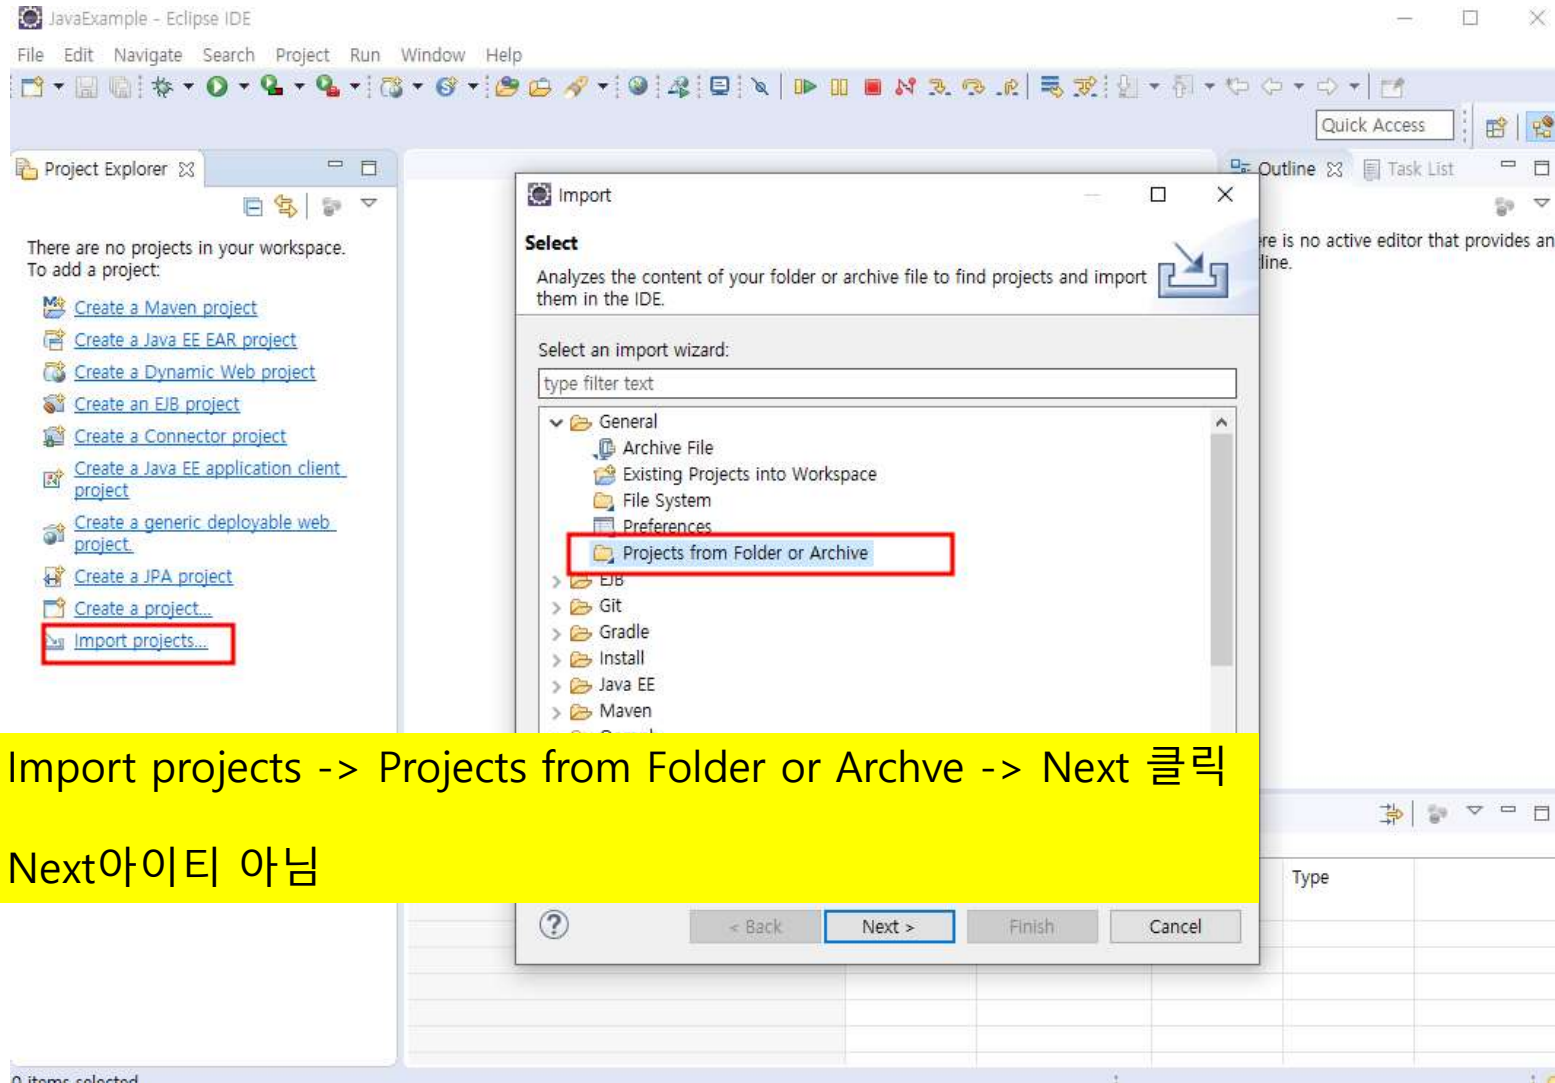 JavaExample - Eclipse IDE
File Edit Navigate Search Project Run Window Help
Quick Access
Project Explorer
There are no projects in your workspace.
To add a project:
Create a Maven project
Create a Java EE EAR project
Create a Dynamic Web project
Create an EJB project
Create a Connector project
Create a Java EE application client
project
Create a generic deployable web
project.
Create a JPA project
Create a project...
Import projects...
Import
Select
Analyzes the content of your folder or archive file to find projects and import
them in the IDE.
Select an import wizard:
type filter text
General
Archive File
Existing Projects into Workspace
File System
Preferences
Projects from Folder or Archive
EJB
Git
Gradle
Install
Java EE
Maven
Outline Task List
is no active editor that provides an
Import projects -> Projects from Folder or Archve -> Next 클릭
Next아이티 아님
Type
< Back Next > Finish Cancel
0 items selected